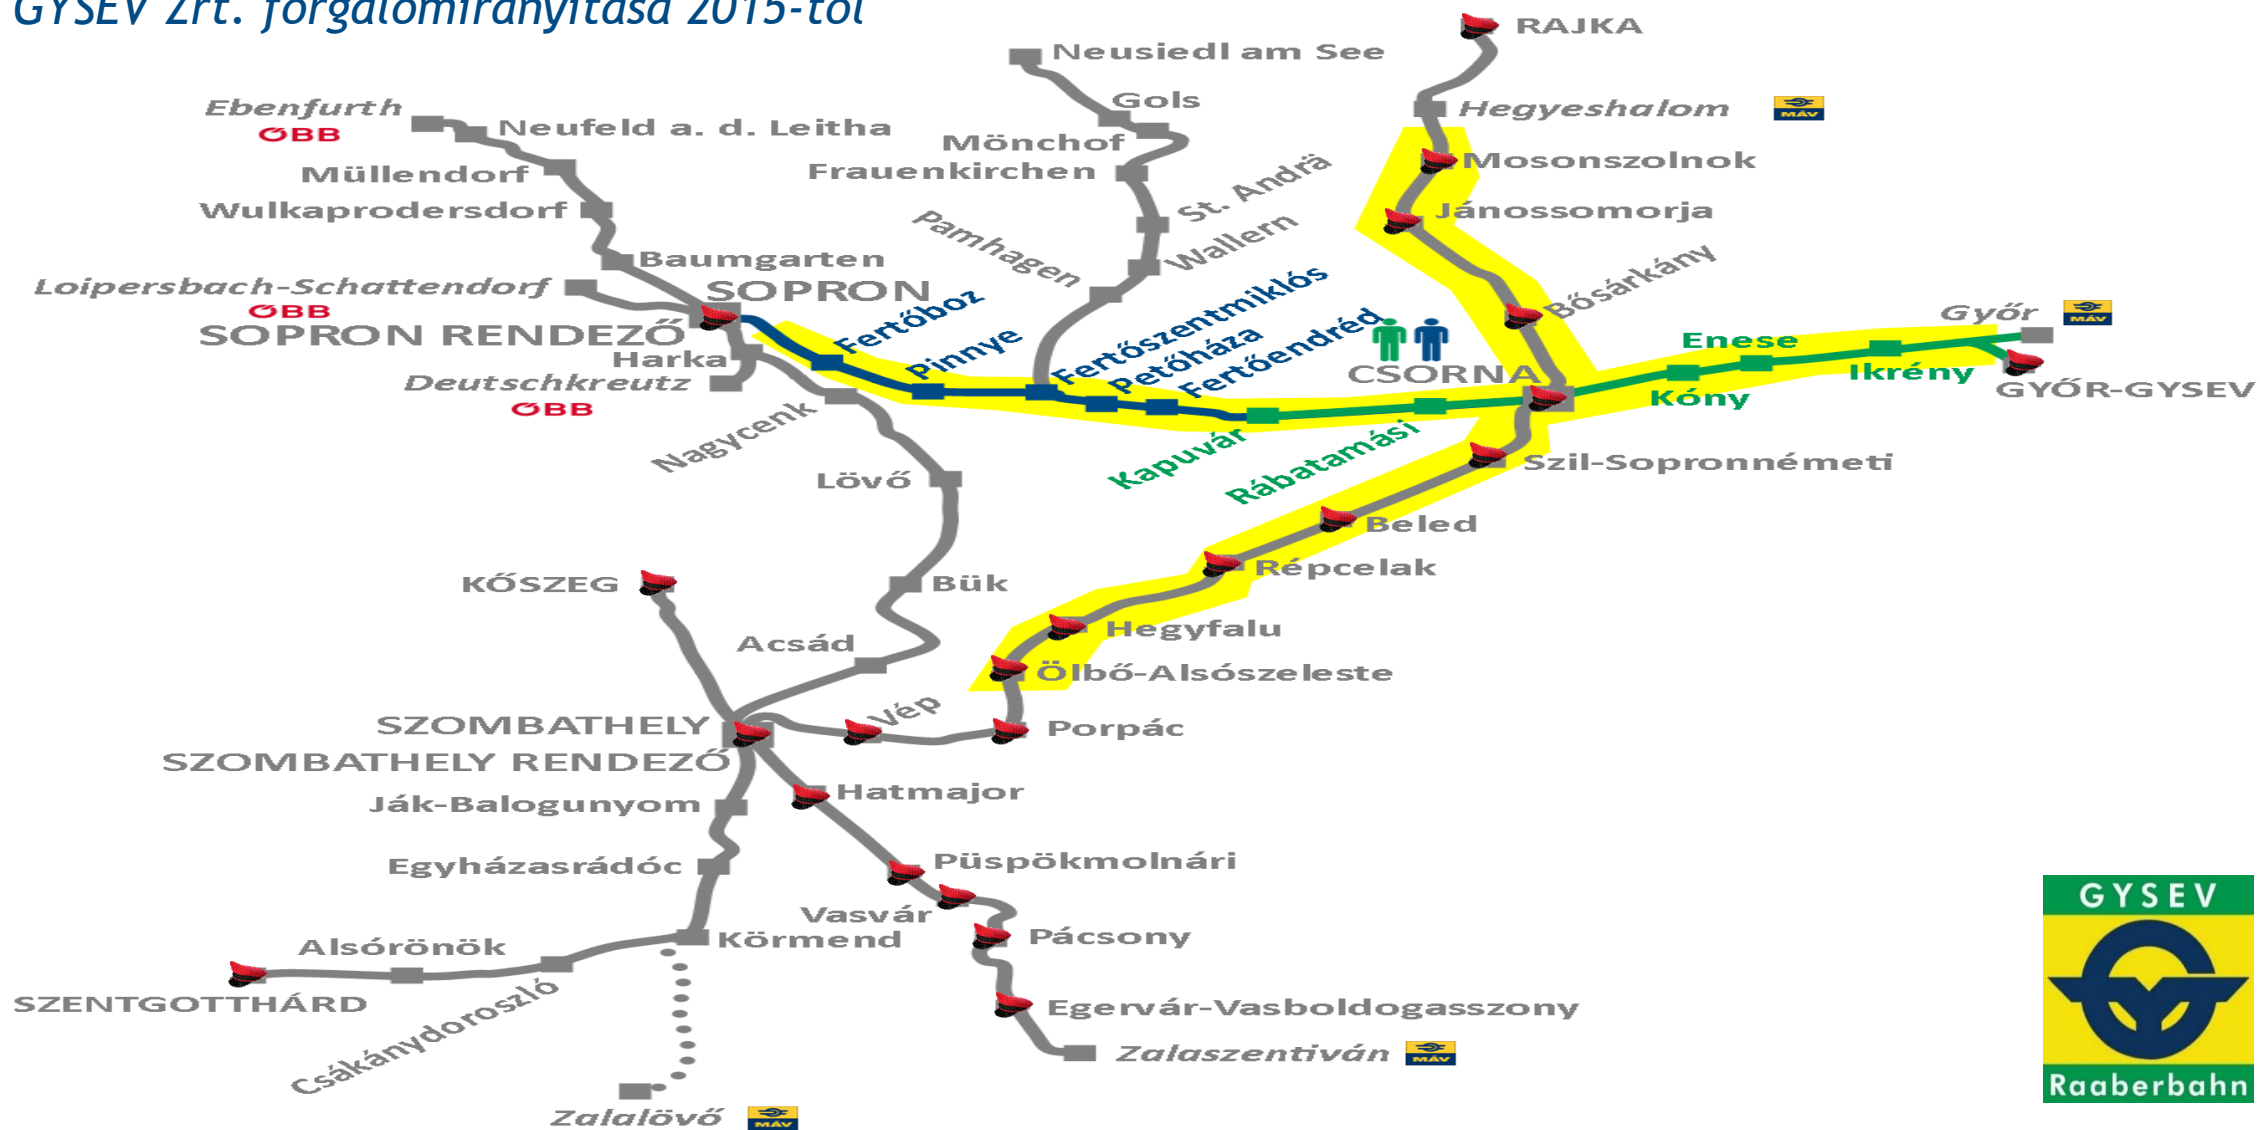 GYSEV Zrt. forgalomirányítása 2015-től
RAJKA
Neusiedl am See
Hegyeshalom
MÁV
Gols
Ebenfurth
ÖBB
Neufeld a. d. Leitha
Mönchof
Mosonszolnok
Müllendorf
Frauenkirchen
St. Andrä
Wulkaprodersdorf
Jánossomorja
Pamhagen
Wallern
Baumgarten
Bősárkány
Loipersbach-Schattendorf
ÖBB
SOPRON
SOPRON RENDEZŐ
Fertőboz
Pinnye
Fertőszentmiklós
Petőháza
Fertőendréd
Győr
MÁV
Enese
Harka
Deutschkreutz
ÖBB
CSORNA
Ikrény
Kóny
GYŐR-GYSEV
Nagycenk
Kapuvár
Rábatamási
Szil-Sopronnémeti
Lövő
Beled
Répcelak
KŐSZEG
Bük
Hegyfalu
Acsád
Ölbő-Alsószeleste
SZOMBATHELY
Vép
Porpác
SZOMBATHELY RENDEZŐ
Hatmajor
Ják-Balogunyom
Egyházasrádóc
Püspökmolnári
Vasvár
Körmend
Pácsony
Alsórönök
SZENTGOTTHÁRD
Csákánydoroszló
Egervár-Vasboldogasszony
Zalaszentiván
MÁV
Zalalövő
MÁV
GYSEV
Raaberbahn